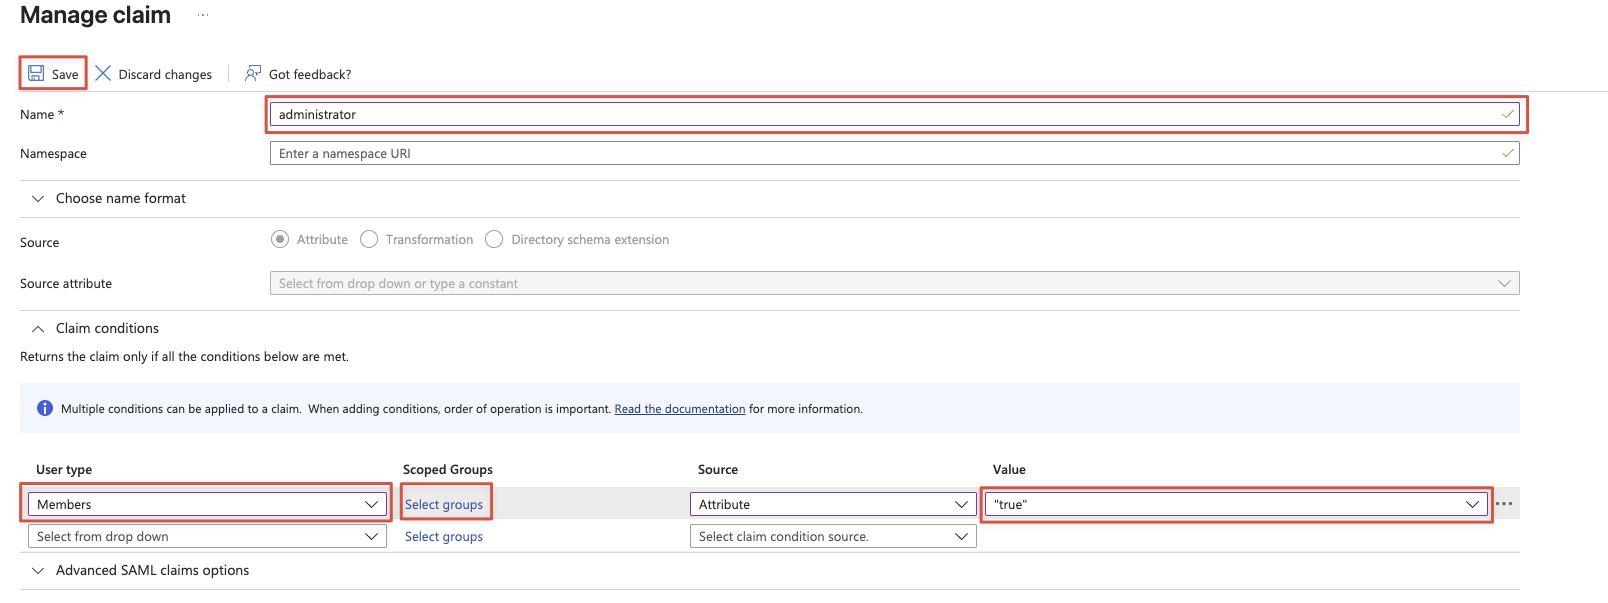 Manage claim ...
Save Discard changes Got feedback?
Name * administrator
Namespace Enter a namespace URI
Choose name format
Source Attribute Transformation Directory schema extension
Source attribute Select from drop down or type a constant
Claim conditions
Returns the claim only if all the conditions below are met.
Multiple conditions can be applied to a claim. When adding conditions, order of operation is important. Read the documentation for more information.
User type Scoped Groups Source Value
Members Select groups Attribute "true" ...
Select from drop down Select groups Select claim condition source.
Advanced SAML claims options